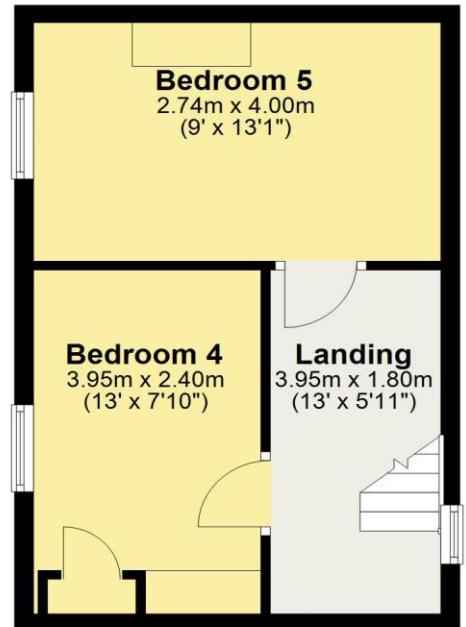 Bedroom 5
2.74m x 4.00m
(9' x 13'1")
Bedroom 4
3.95m x 2.40m
(13' x 7'10")
Landing
3.95m x 1.80m
(13' x 5'11")